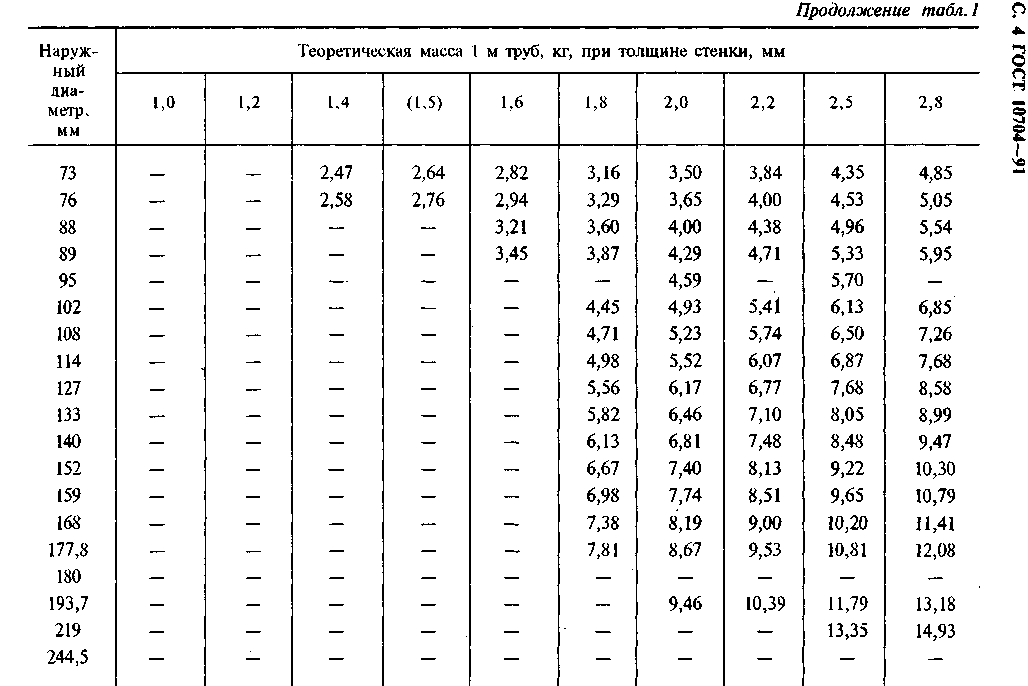 Продолжение табл. 1
С. 4 ГОСТ 10704—91
Наруж-
ный
диа-
метр,
мм
Теоретическая масса 1 м труб, кг, при толщине стенки, мм
1,0 1,2 1,4 (1,5) 1,6 1,8 2,0 2,2 2,5 2,8
73 — — 2,47 2,64 2,82 3,16 3,50 3,84 4,35 4,85
76 — — 2,58 2,76 2,94 3,29 3,65 4,00 4,53 5,05
88 — — — — 3,21 3,60 4,00 4,38 4,96 5,54
89 — — — — 3,45 3,87 4,29 4,71 5,33 5,95
95 — — — — — — 4,59 — 5,70 —
102 — — — — — 4,45 4,93 5,41 6,13 6,85
108 — — — — — 4,71 5,23 5,74 6,50 7,26
114 — — — — — 4,98 5,52 6,07 6,87 7,68
127 — — — — — 5,56 6,17 6,77 7,68 8,58
133 — — — — — 5,82 6,46 7,10 8,05 8,99
140 — — — — — 6,13 6,81 7,48 8,48 9,47
152 — — — — — 6,67 7,40 8,13 9,22 10,30
159 — — — — — 6,98 7,74 8,51 9,65 10,79
168 — — — — — 7,38 8,19 9,00 10,20 11,41
177,8 — — — — — 7,81 8,67 9,53 10,81 12,08
180 — — — — — — — — — —
193,7 — — — — — — 9,46 10,39 11,79 13,18
219 — — — — — — — — 13,35 14,93
244,5 — — — — — — — — — —